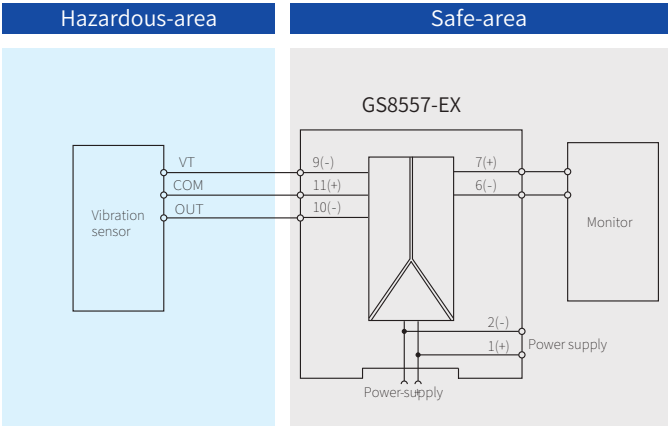 Hazardous-area
Safe-area
GS8557-EX
VT
COM
OUT
Vibration
sensor
9(-)
11(+)
10(-)
7(+)
6(-)
Monitor
2(-)
1(+)
Power supply
- +
Power-supply